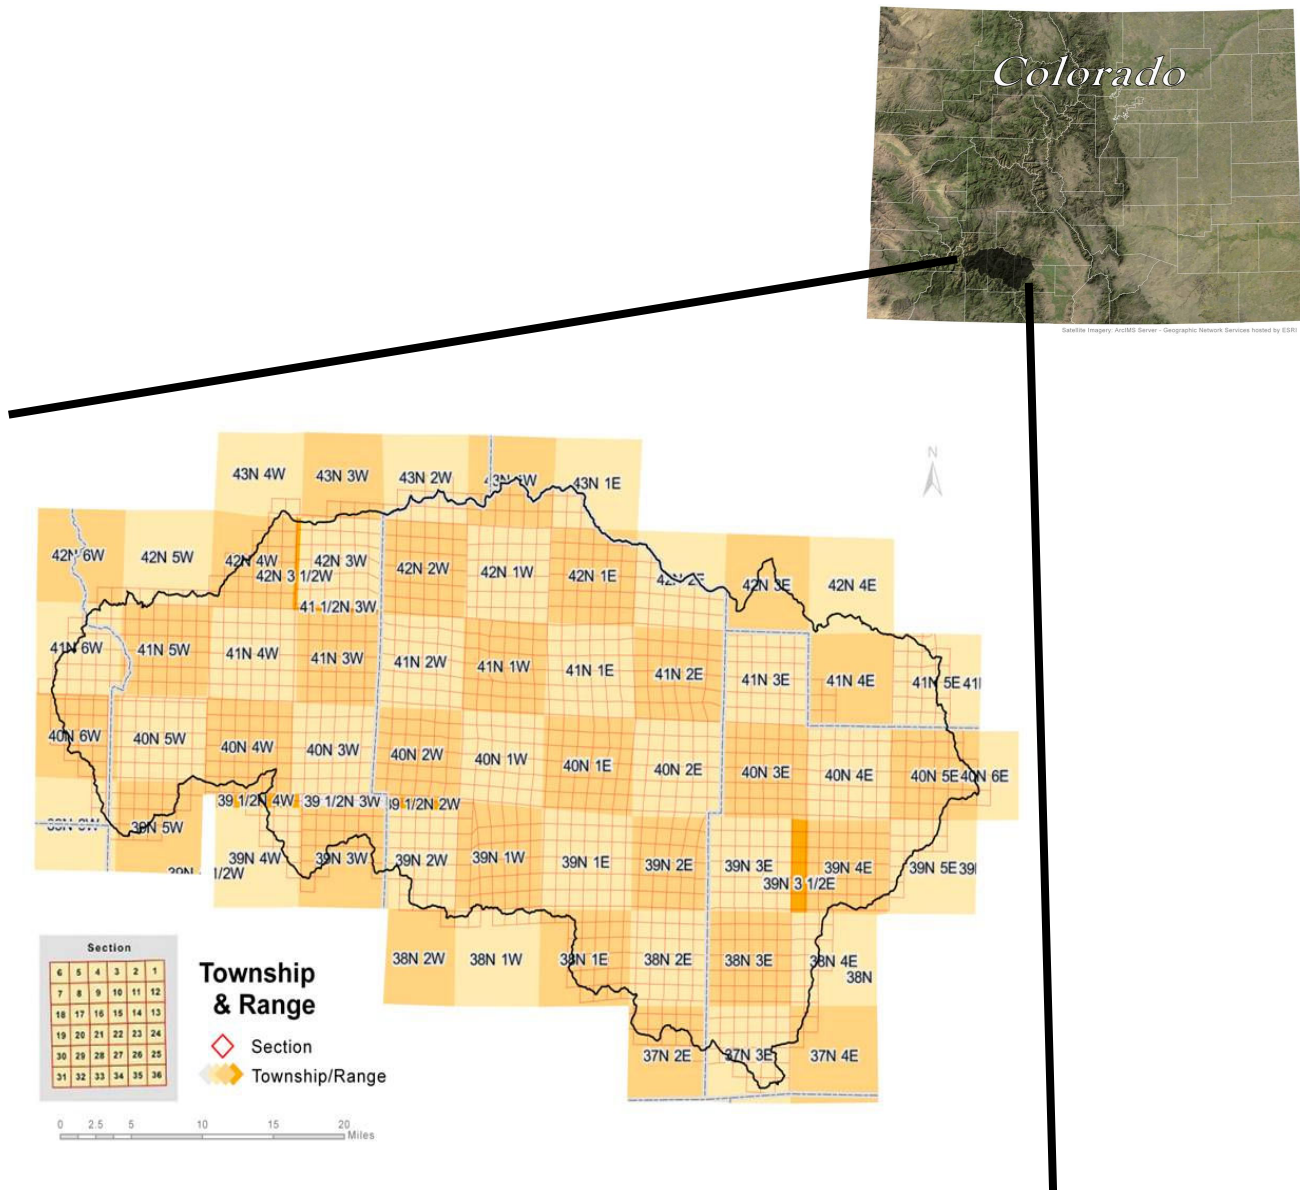 Colorado
Satellite Imagery: ArcIMS Server - Geographic Network Services hosted by ESRI
N
43N 4W
43N 3W
43N 2W
43N 1W
43N 1E
42N 6W
42N 5W
42N 4W
42N 3 1/2W
42N 3W
42N 2W
42N 1W
42N 1E
42N 2E
42N 3E
42N 4E
41 1/2N 3W
41N 6W
41N 5W
41N 4W
41N 3W
41N 2W
41N 1W
41N 1E
41N 2E
41N 3E
41N 4E
41N 5E
40N 6W
40N 5W
40N 4W
40N 3W
40N 2W
40N 1W
40N 1E
40N 2E
40N 3E
40N 4E
40N 5E
40N 6E
39 1/2N 4W
39 1/2N 3W
39 1/2N 2W
39N 5W
39N 4W
39N 3W
39N 2W
39N 1W
39N 1E
39N 2E
39N 3E
39N 3 1/2E
39N 4E
39N 5E
38N 2W
38N 1W
38N 1E
38N 2E
38N 3E
38N 4E
38N
37N 2E
37N 3E
37N 4E
Section
6 5 4 3 2 1
7 8 9 10 11 12
18 17 16 15 14 13
19 20 21 22 23 24
30 29 28 27 26 25
31 32 33 34 35 36
Township
& Range
Section
Township/Range
0 2.5 5 10 15 20
Miles